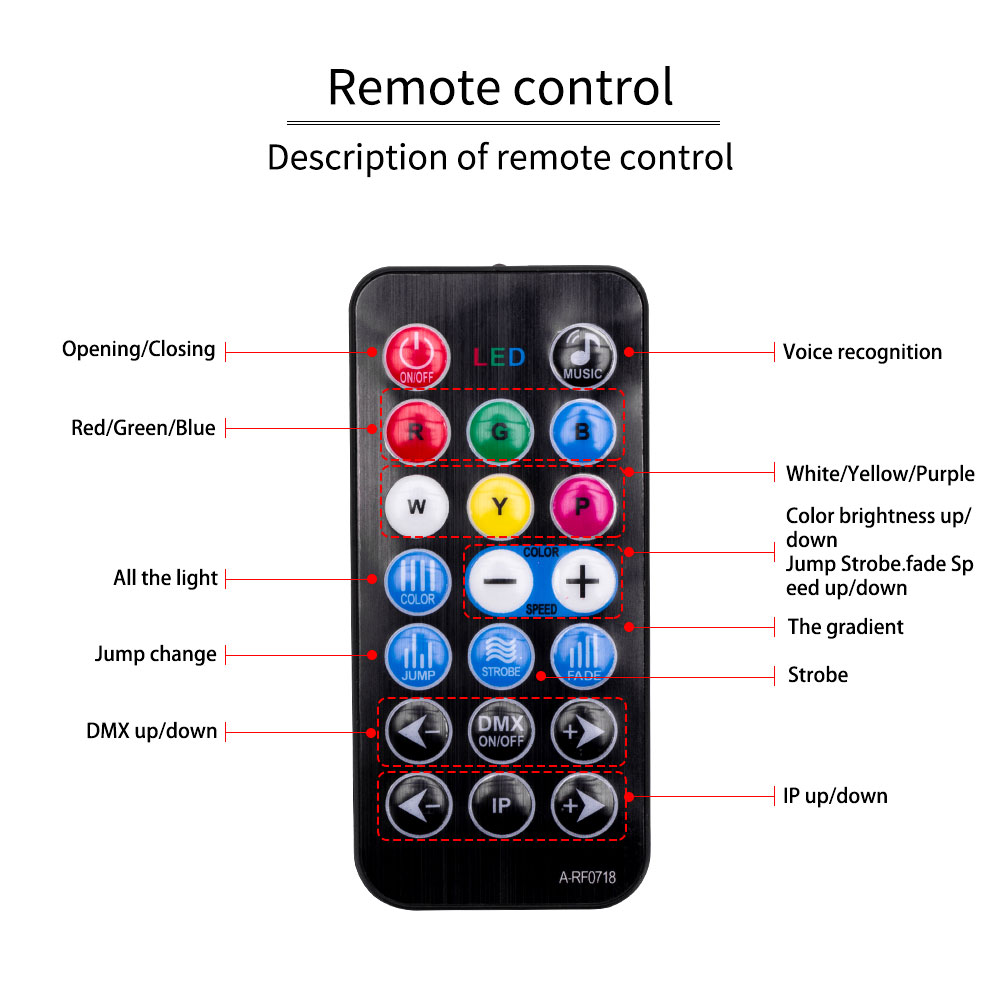 Remote control
Description of remote control
Opening/Closing
ON/OFF
LED
MUSIC
Voice recognition
Red/Green/Blue
R
G
B
White/Yellow/Purple
W
Y
P
Color brightness up/
down
Jump Strobe.fade Sp
eed up/down
All the light
COLOR
COLOR
− +
SPEED
The gradient
Jump change
JUMP
STROBE
FADE
Strobe
DMX up/down
−
DMX
ON/OFF
+
−
IP
+
IP up/down
A-RF0718